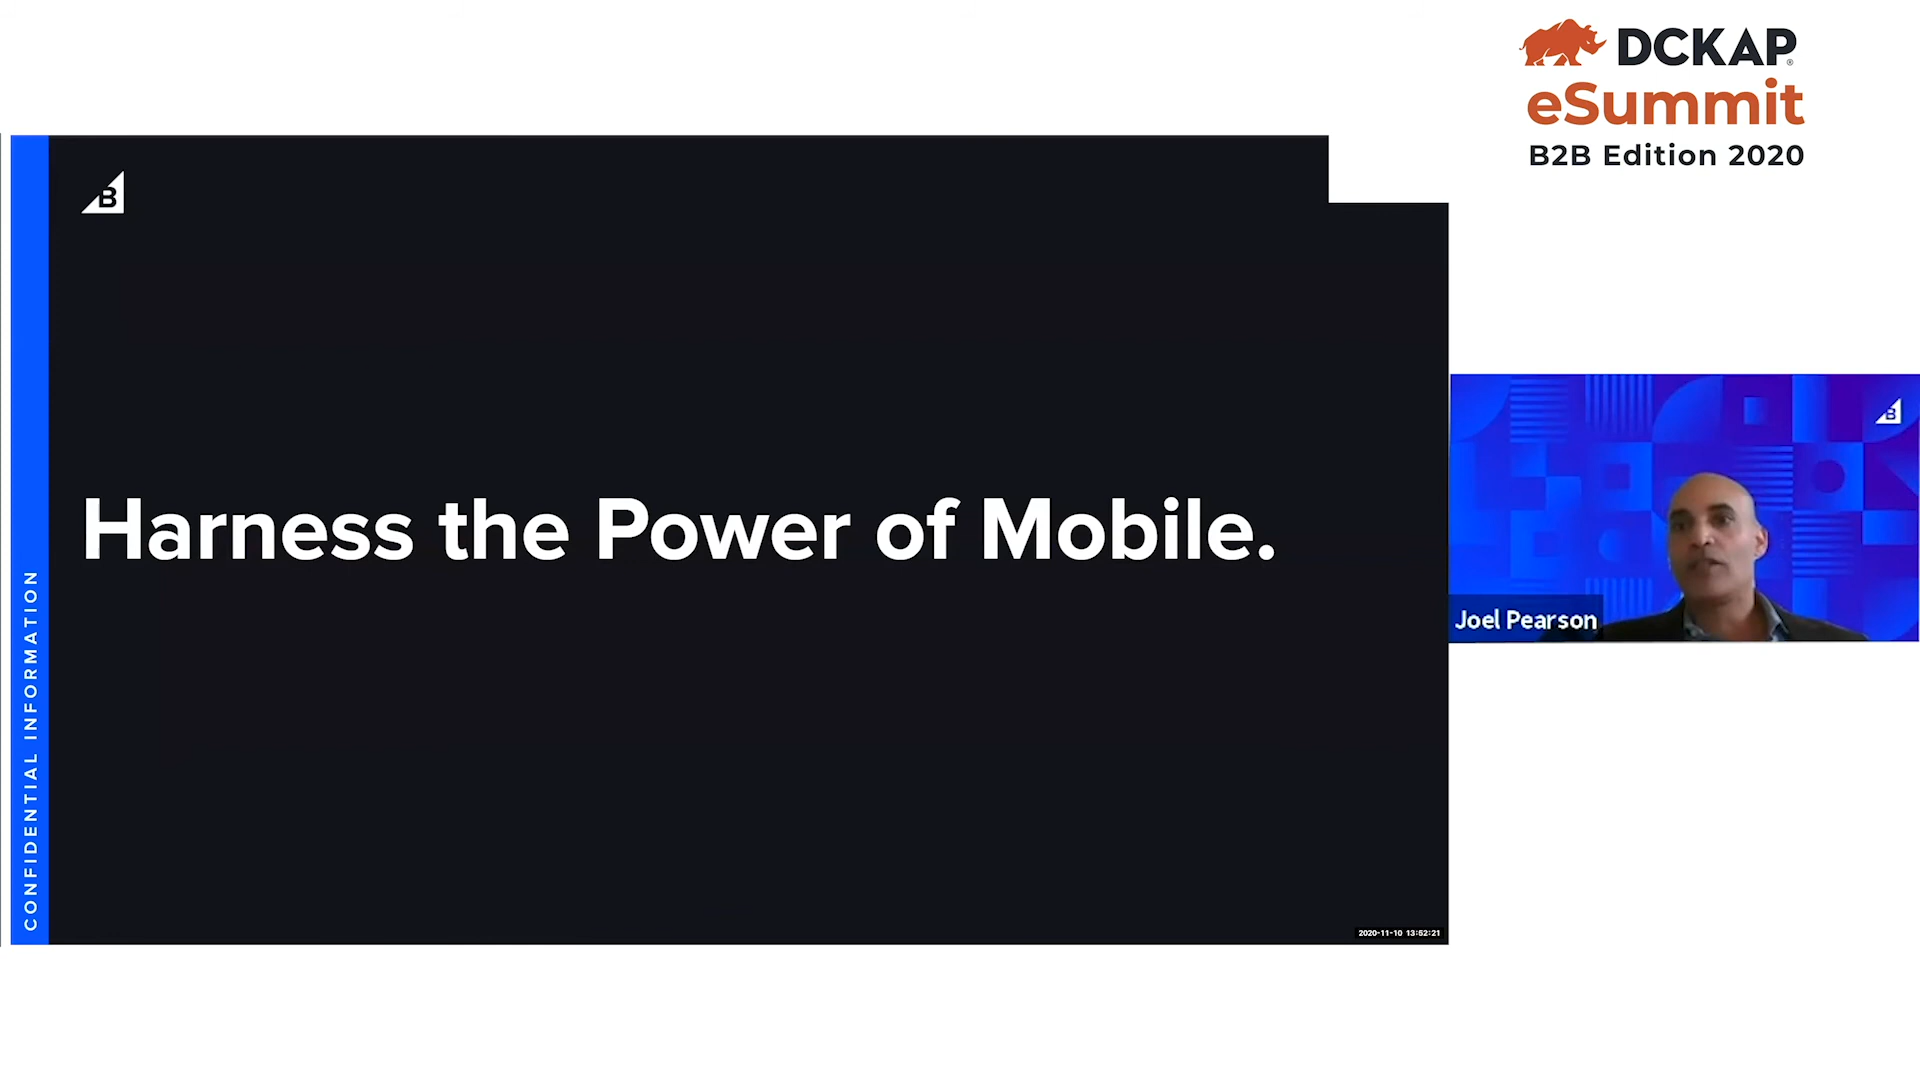 DCKAP
eSummit
B2B Edition 2020
B
Harness the Power of Mobile.
CONFIDENTIAL INFORMATION
B
Joel Pearson
2020-11-10 13:52:21